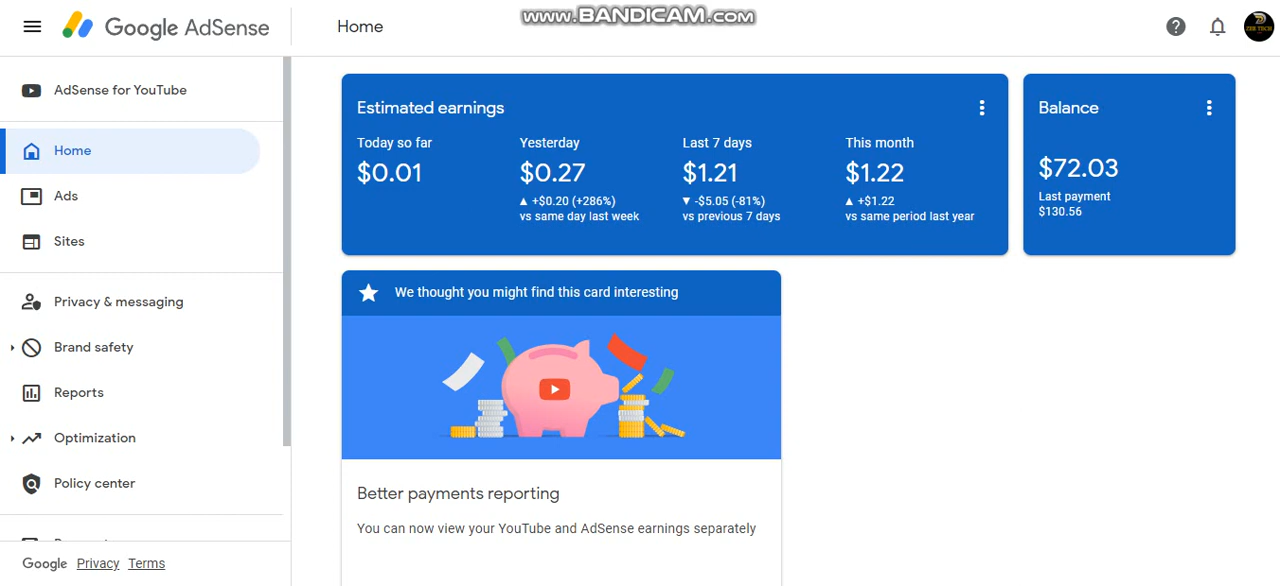 Google AdSense
Home
www.BANDICAM.com
AdSense for YouTube
Home
Ads
Sites
Privacy & messaging
Brand safety
Reports
Optimization
Policy center
Google Privacy Terms
Estimated earnings
Today so far
$0.01
Yesterday
$0.27
▲ +$0.20 (+286%)
vs same day last week
Last 7 days
$1.21
▼ -$5.05 (-81%)
vs previous 7 days
This month
$1.22
▲ +$1.22
vs same period last year
Balance
$72.03
Last payment
$130.56
We thought you might find this card interesting
Better payments reporting
You can now view your YouTube and AdSense earnings separately